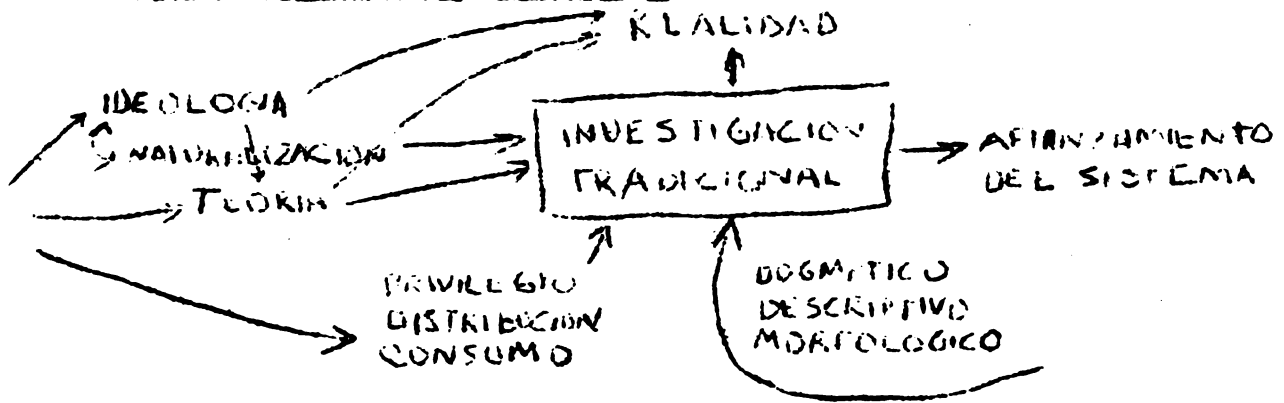 REALIDAD
IDEOLOGIA
NATURALIZACION
TEORIA
INVESTIGACION
TRADICIONAL
AFIANZAMIENTO
DEL SISTEMA
PRIVILEGIO
DISTRIBUCION
CONSUMO
DOGMATICO
DESCRIPTIVO
MORFOLOGICO